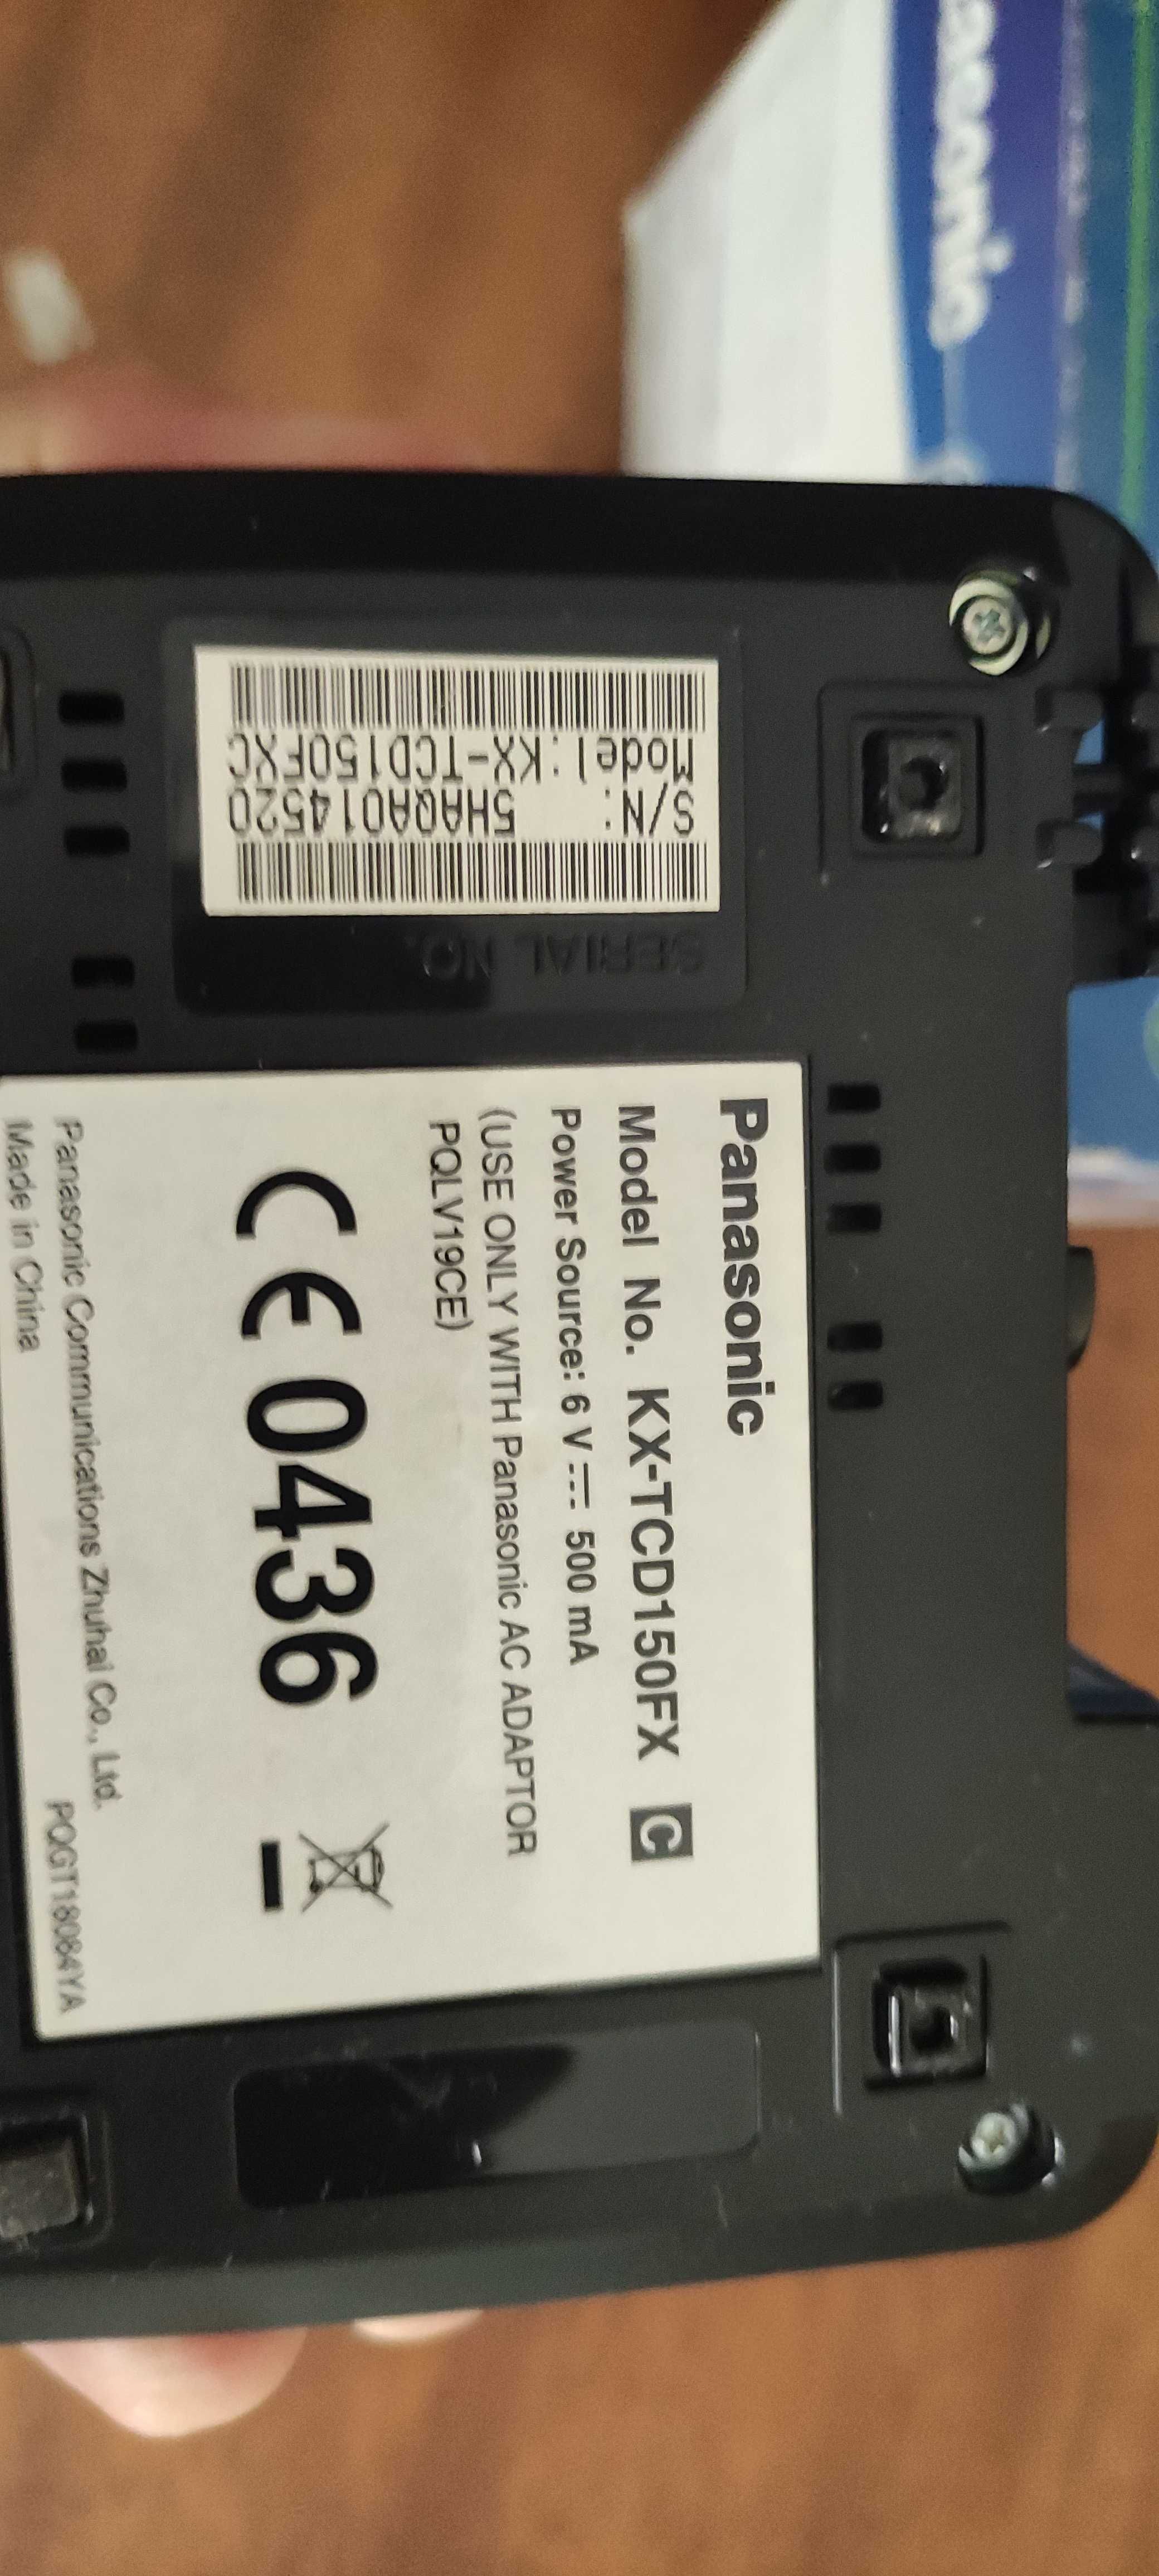 Panasonic
Model: KX-TCD150FXC
S/N: 5HAQA014520
SERIAL NO.
Panasonic
Model No. KX-TCD150FX C
Power Source: 6 V ⎓ 500 mA
(USE ONLY WITH Panasonic AC ADAPTOR
PQLV19CE)
CE 0436
Panasonic Communications Zhuhai Co., Ltd.
Made in China
PQGT18084YA